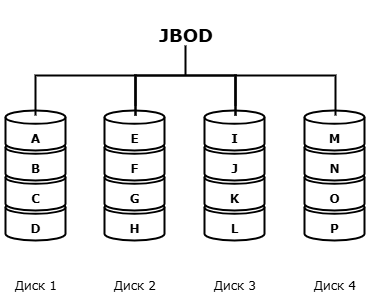 JBOD
A E I M
B F J N
C G K O
D H L P
Диск 1 Диск 2 Диск 3 Диск 4